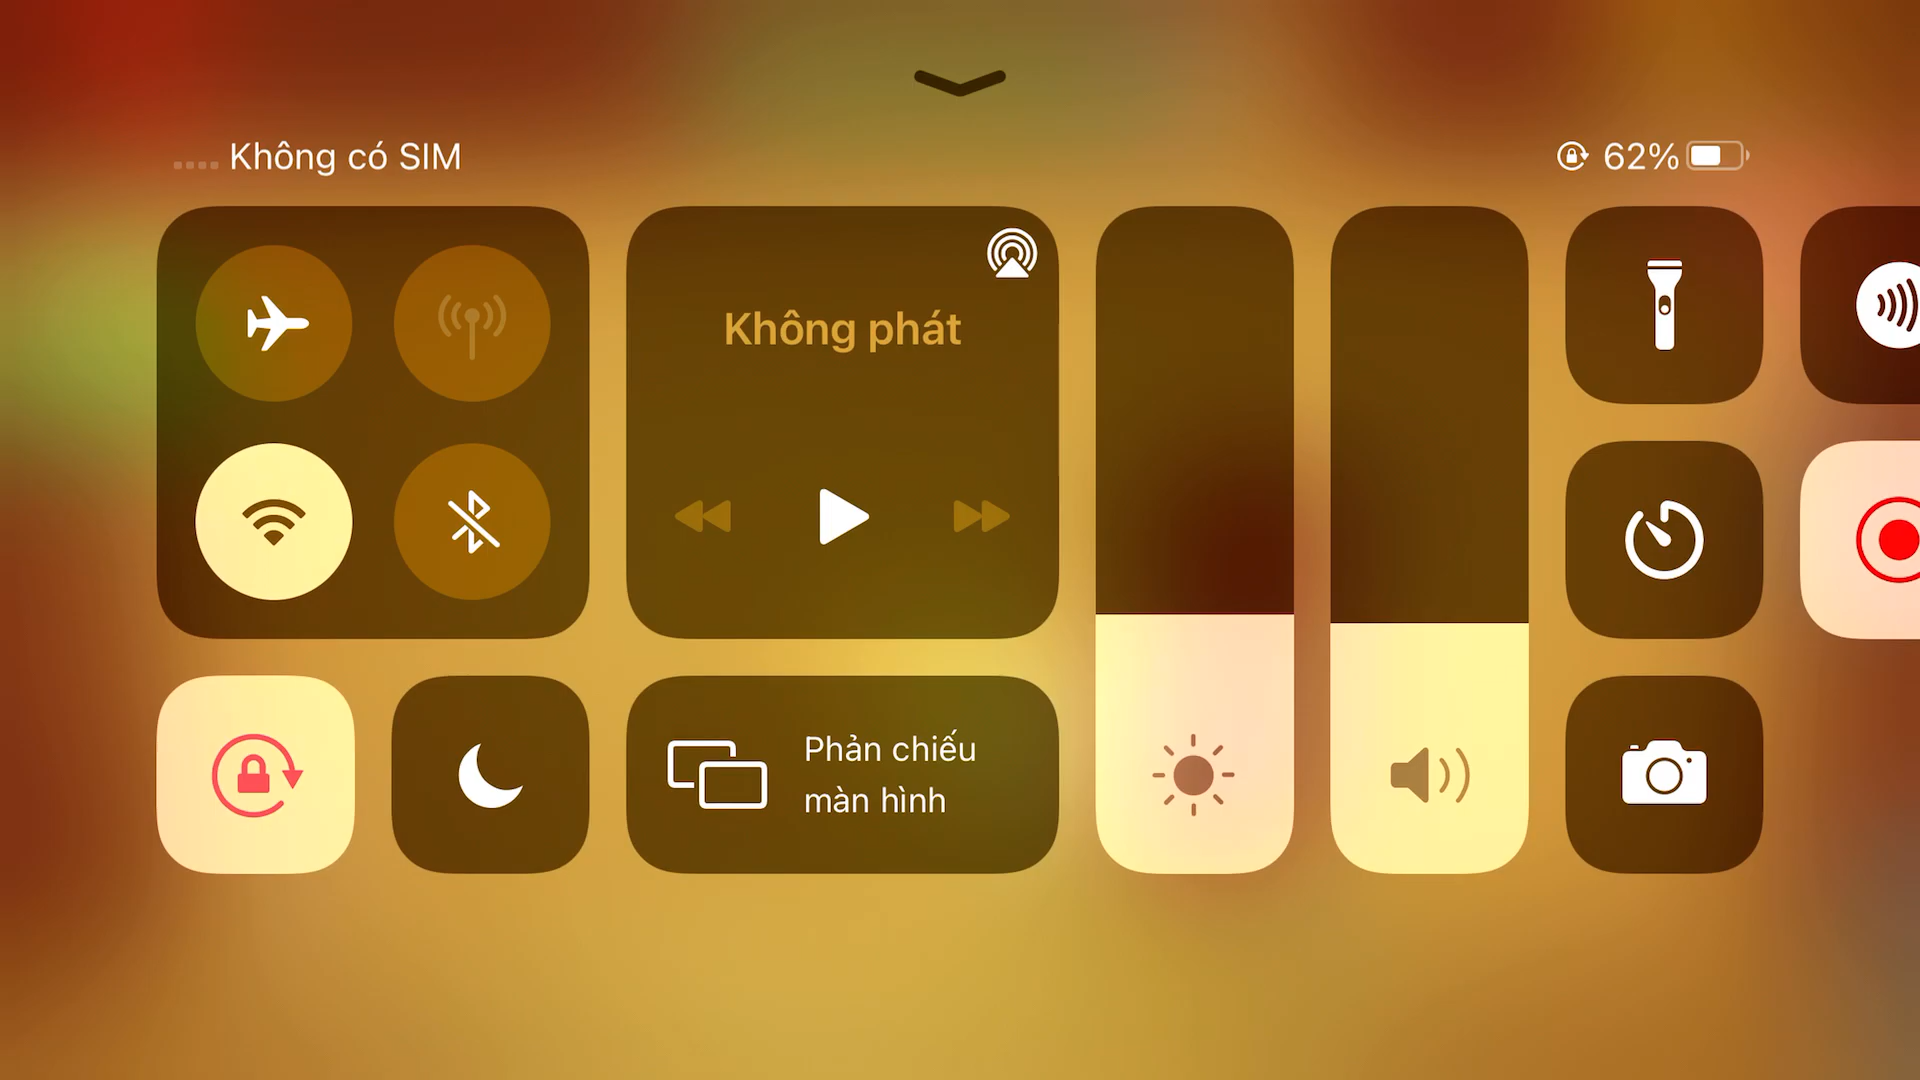 Không có SIM
62%
Không phát
Phản chiếu
màn hình